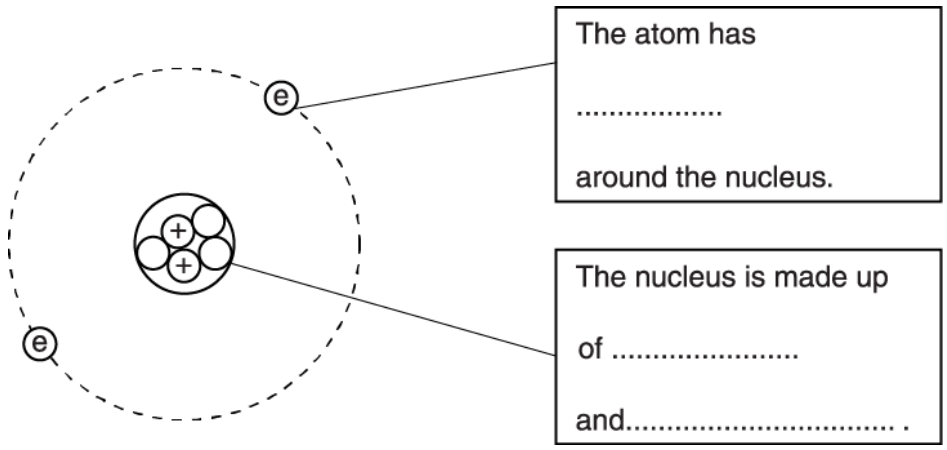 e
The atom has
..................
around the nucleus.
+
+
e
The nucleus is made up
of .......................
and................................. .